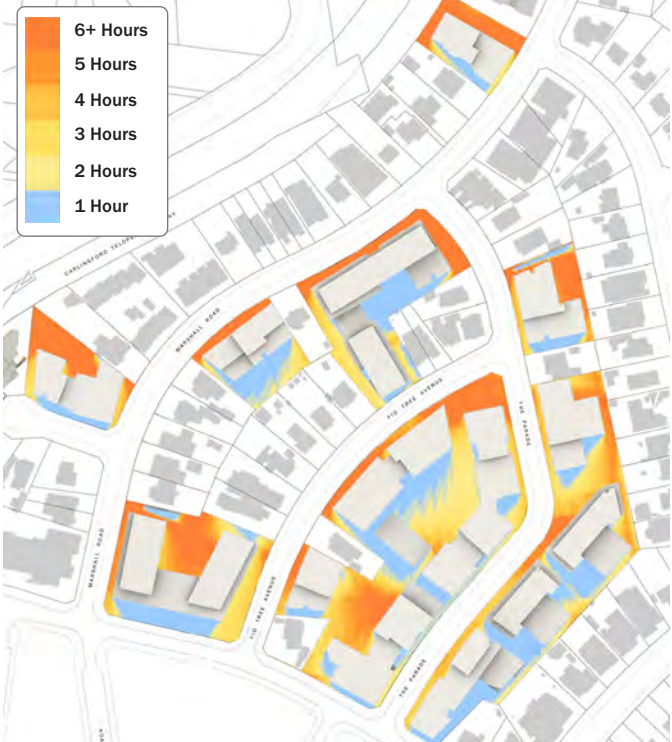 6+ Hours
5 Hours
4 Hours
3 Hours
2 Hours
1 Hour
CARLINGFORD
MARSHALL ROAD
FIG TREE AVENUE
THE PARADE
MARSHALL ROAD
FIG TREE AVENUE
THE PARADE